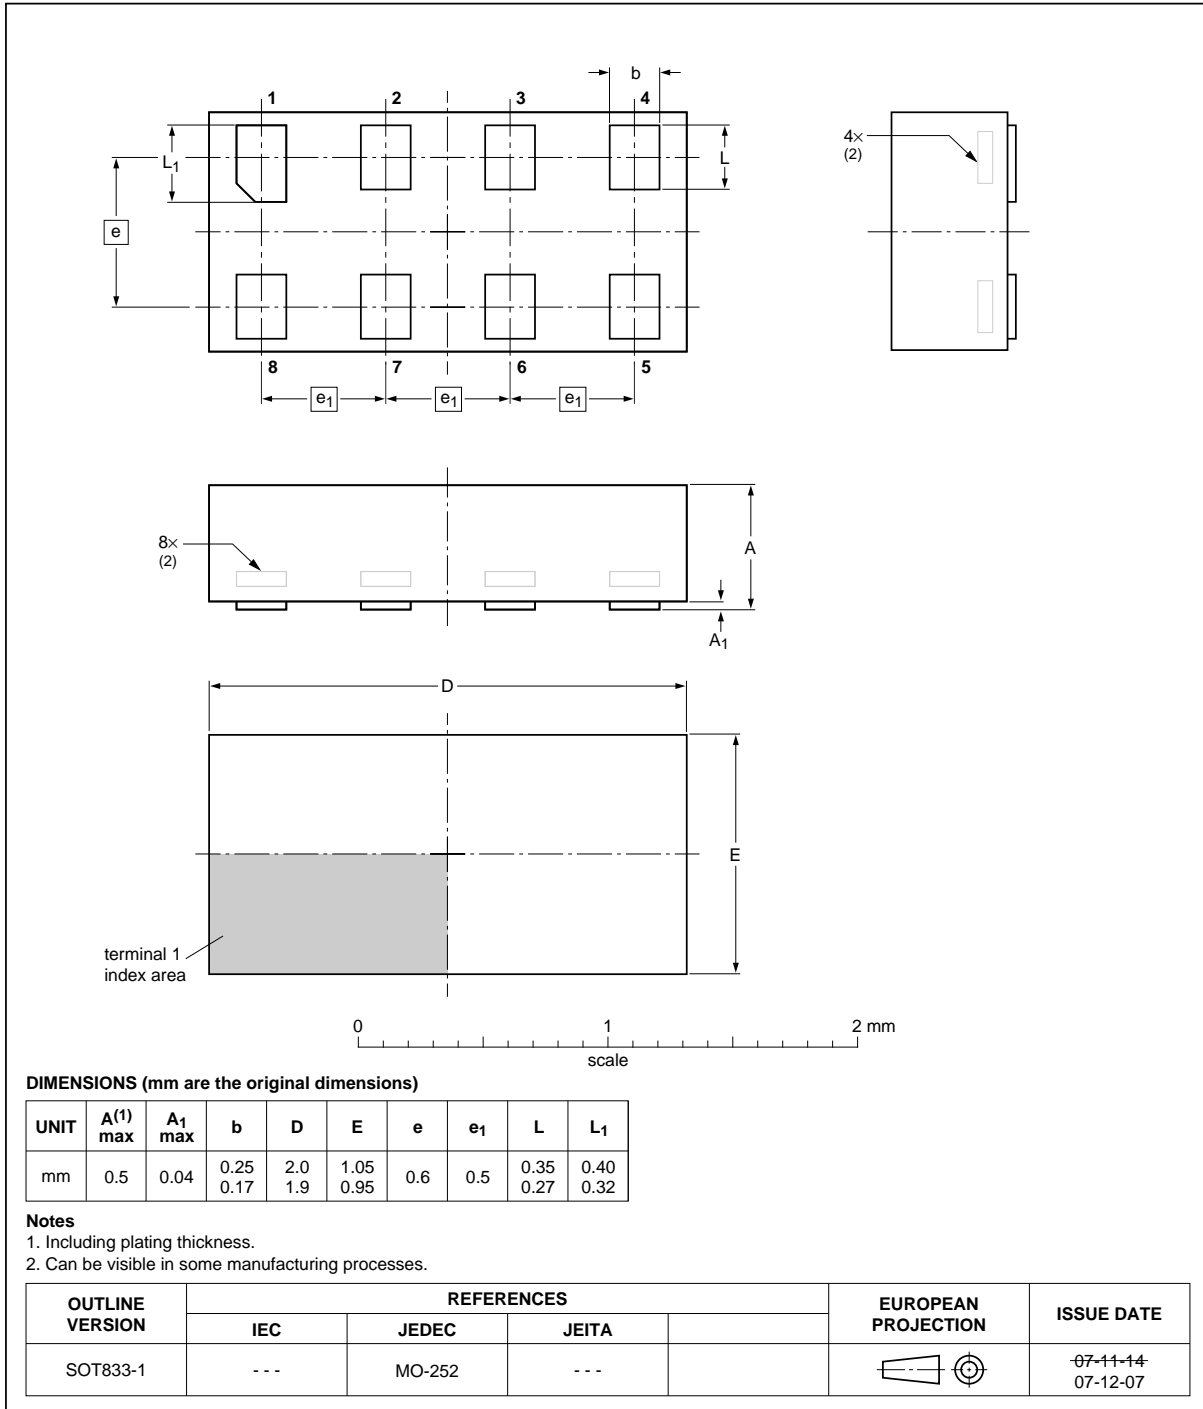 1 2 3 4
b
L1
L
e
8 7 6 5
e1 e1 e1
4×
(2)
8×
(2)
A
A1
D
E
terminal 1
index area
0 1 2 mm
scale
DIMENSIONS (mm are the original dimensions)
UNIT A(1) max A1 max b D E e e1 L L1
mm 0.5 0.04 0.25 0.17 2.0 1.9 1.05 0.95 0.6 0.5 0.35 0.27 0.40 0.32
Notes
1. Including plating thickness.
2. Can be visible in some manufacturing processes.
OUTLINE VERSION REFERENCES EUROPEAN PROJECTION ISSUE DATE
IEC JEDEC JEITA
SOT833-1 - - - MO-252 - - - 07-11-14
07-12-07